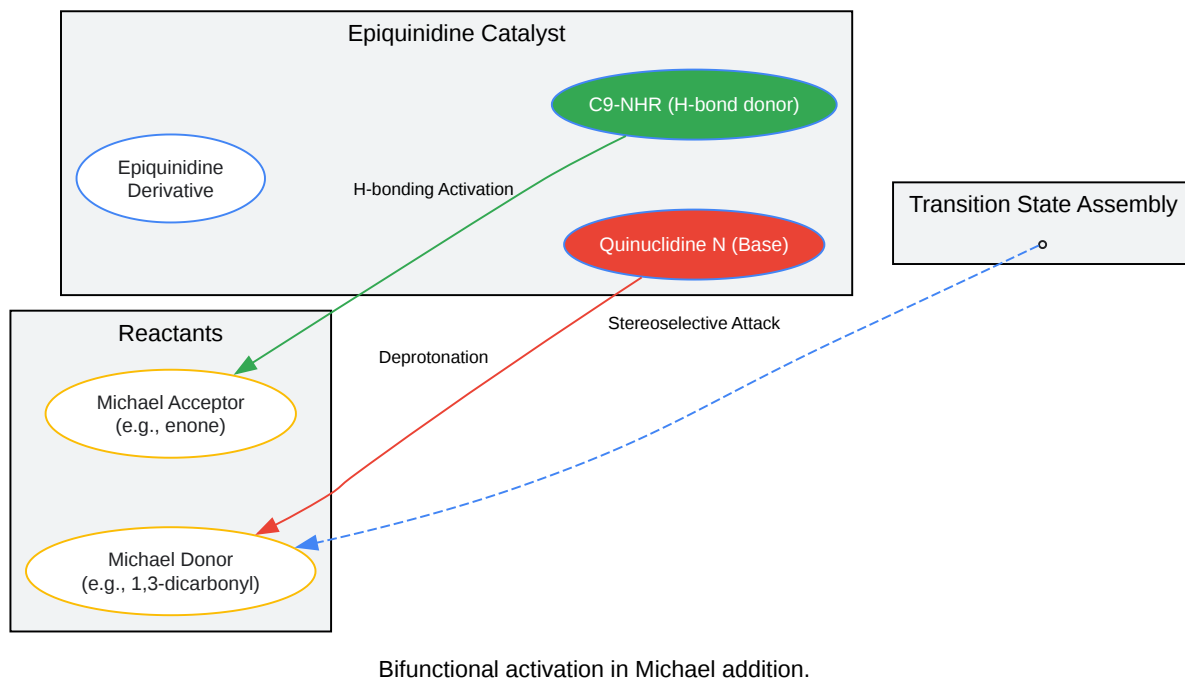 Epiquinidine Catalyst
C9-NHR (H-bond donor)
Epiquinidine
Derivative
H-bonding Activation
Transition State Assembly
Quinuclidine N (Base)
Stereoselective Attack
Reactants
Deprotonation
Michael Acceptor
(e.g., enone)
Michael Donor
(e.g., 1,3-dicarbonyl)
Bifunctional activation in Michael addition.